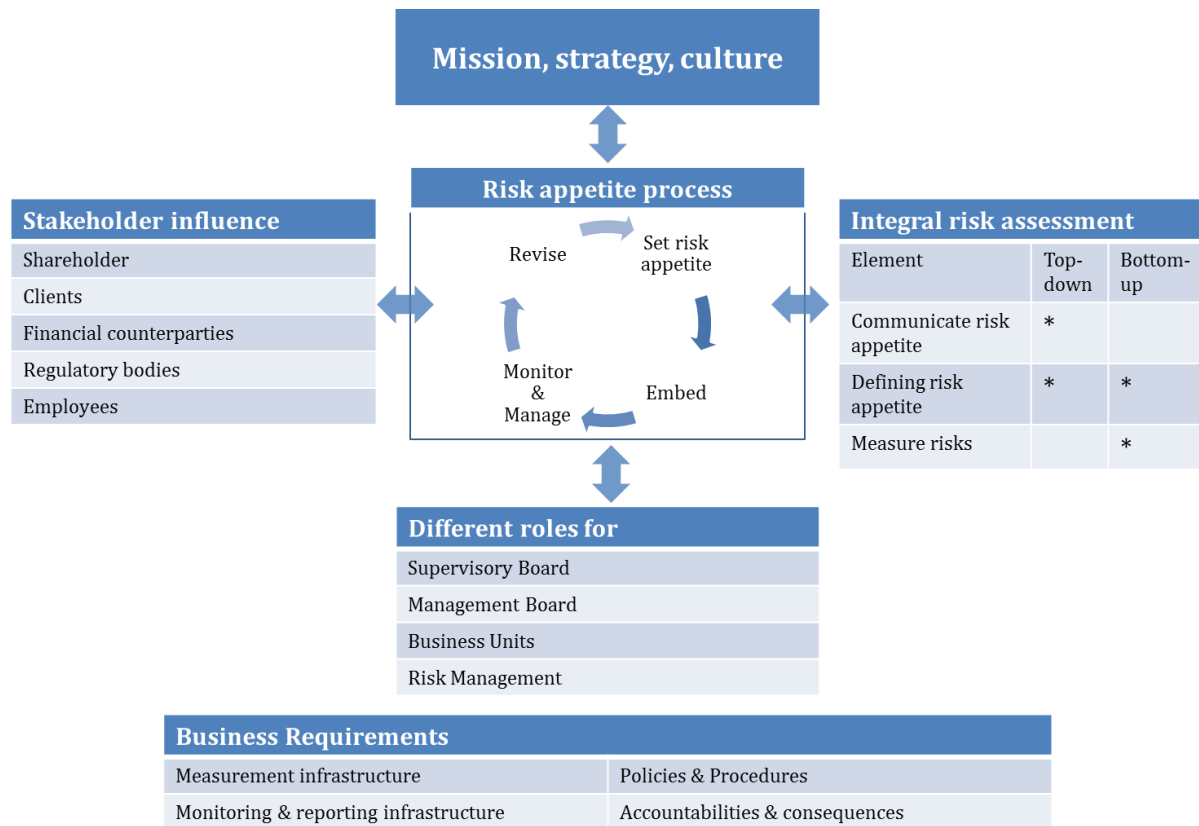 Mission, strategy, culture
Risk appetite process
Revise
Set risk
appetite
Embed
Monitor
&
Manage
Stakeholder influence
Shareholder
Clients
Financial counterparties
Regulatory bodies
Employees
Integral risk assessment
Element Top- Bottom-
down up
Communicate risk *
appetite
Defining risk * *
appetite
Measure risks *
Different roles for
Supervisory Board
Management Board
Business Units
Risk Management
Business Requirements
Measurement infrastructure Policies & Procedures
Monitoring & reporting infrastructure Accountabilities & consequences